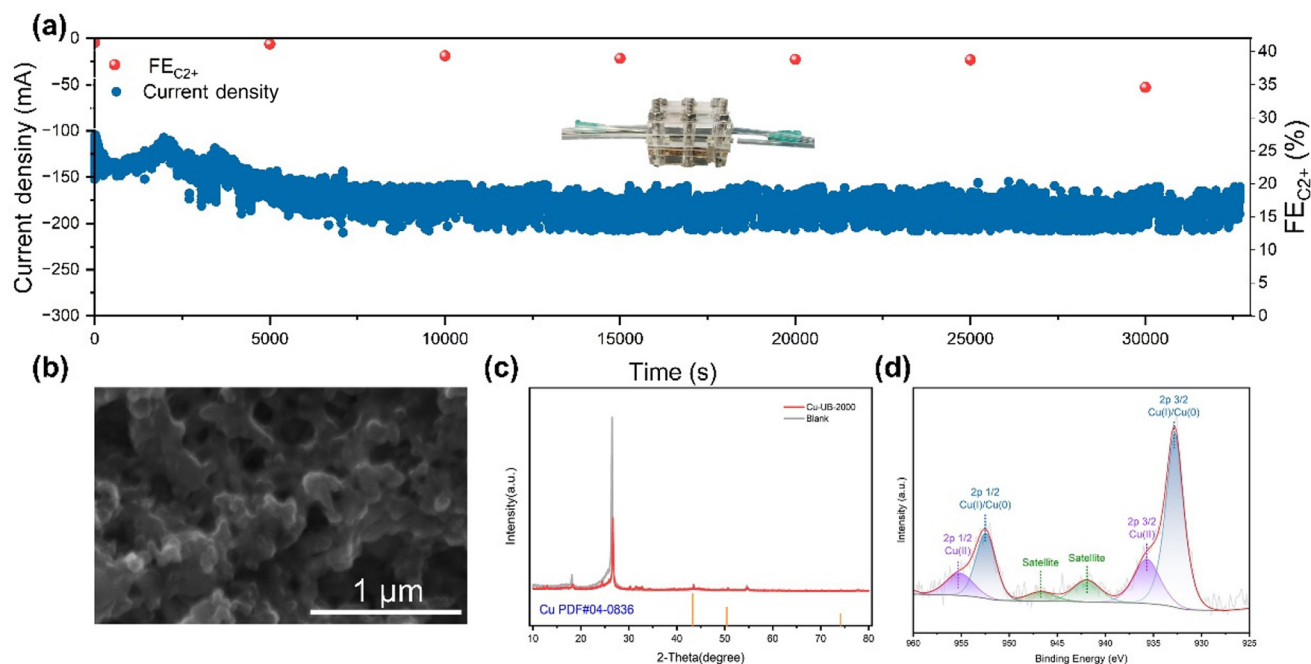 (a)
0
−50
−100
−150
−200
−250
−300
Current densiny (mA)
FE_{C2+}
Current density
40
35
30
25
20
15
10
5
0
FE_{C2+} (%)
0 5000 10000 15000 20000 25000 30000
Time (s)
(b)
1 µm
(c)
Cu-UB-2000
Blank
Intensity(a.u.)
Cu PDF#04-0836
10 20 30 40 50 60 70 80
2-Theta(degree)
(d)
2p 3/2
Cu(I)/Cu(0)
2p 1/2
Cu(I)/Cu(0)
2p 3/2
Cu(II)
2p 1/2
Cu(II)
Satellite
Satellite
Intensity (a.u.)
960 955 950 945 940 935 930 925
Binding Energy (eV)